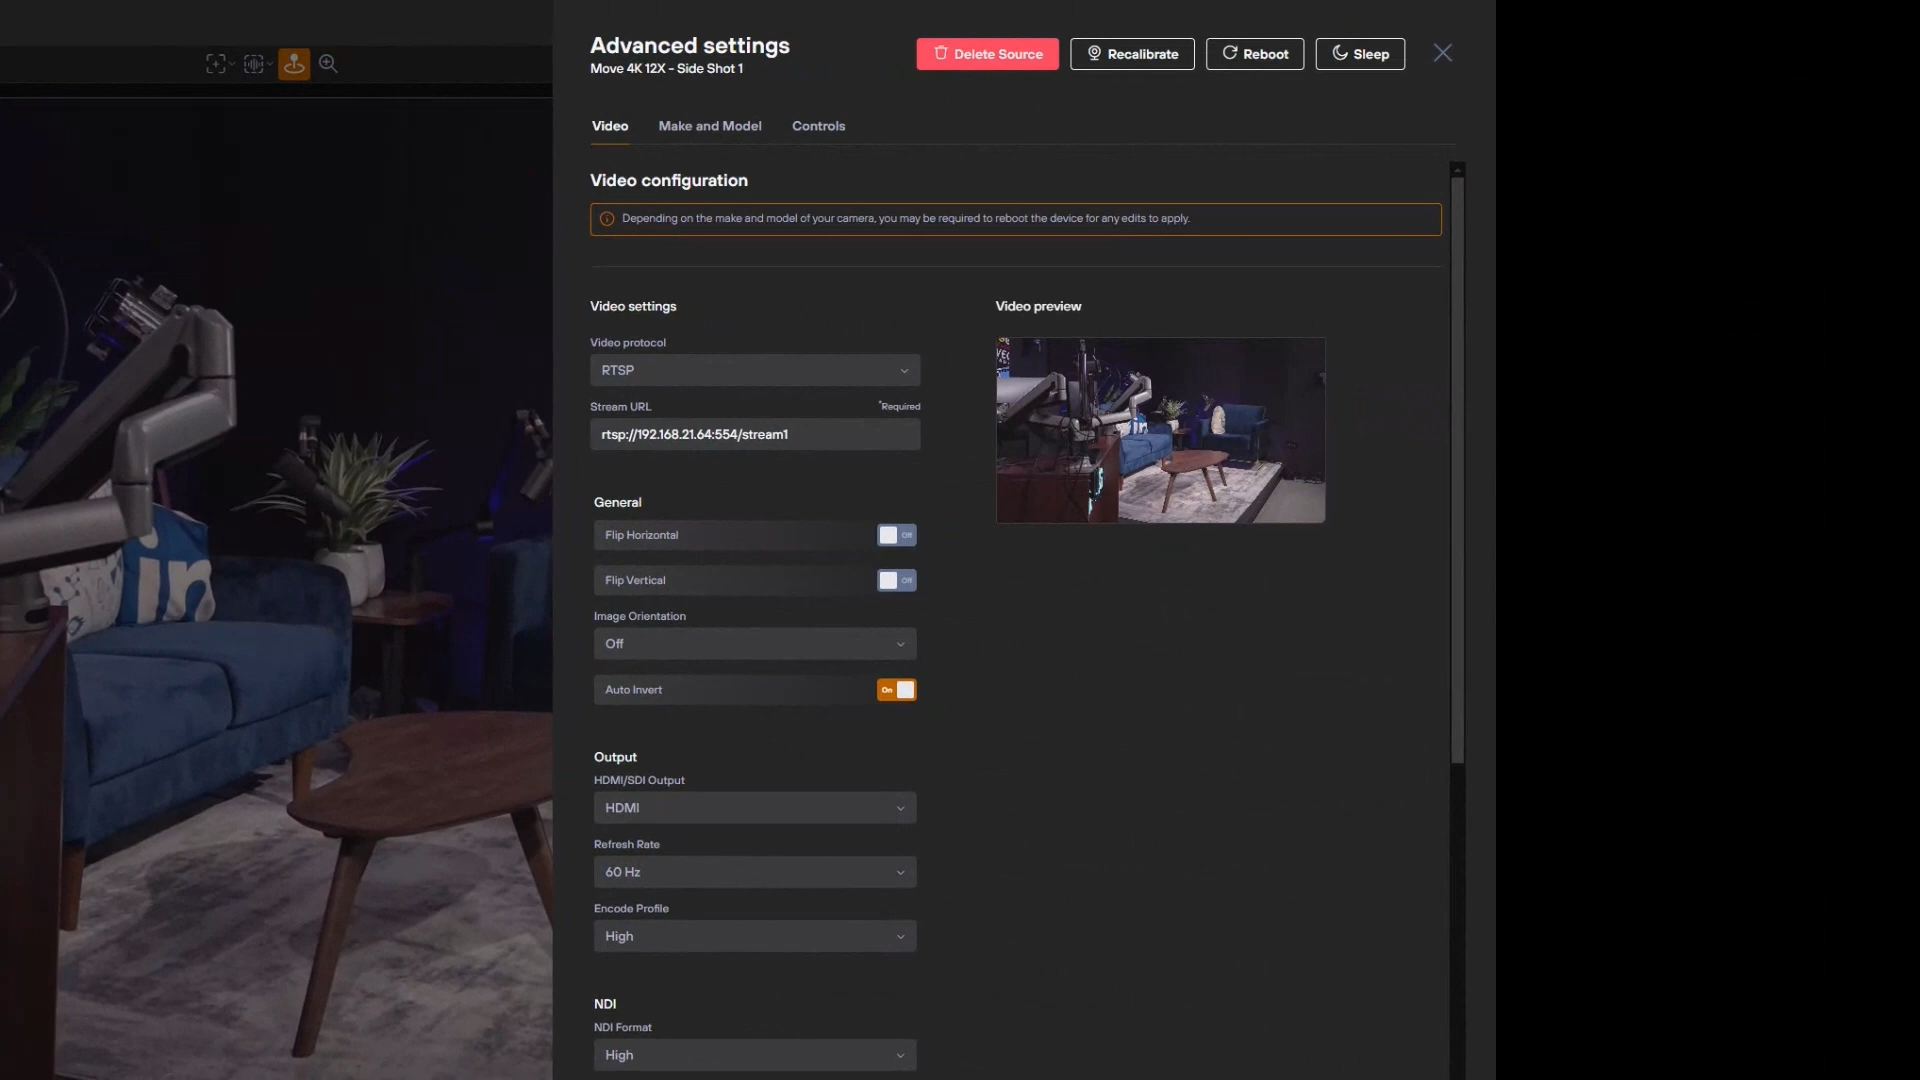 Advanced settings
Move 4K 12X - Side Shot 1
Delete Source
Recalibrate
Reboot
Sleep
Video
Make and Model
Controls
Video configuration
Depending on the make and model of your camera, you may be required to reboot the device for any edits to apply.
Video settings
Video preview
Video protocol
RTSP
Stream URL
*Required
rtsp://192.168.21.64:554/stream1
General
Flip Horizontal
Off
Flip Vertical
Off
Image Orientation
Off
Auto Invert
On
Output
HDMI/SDI Output
HDMI
Refresh Rate
60 Hz
Encode Profile
High
NDI
NDI Format
High
in